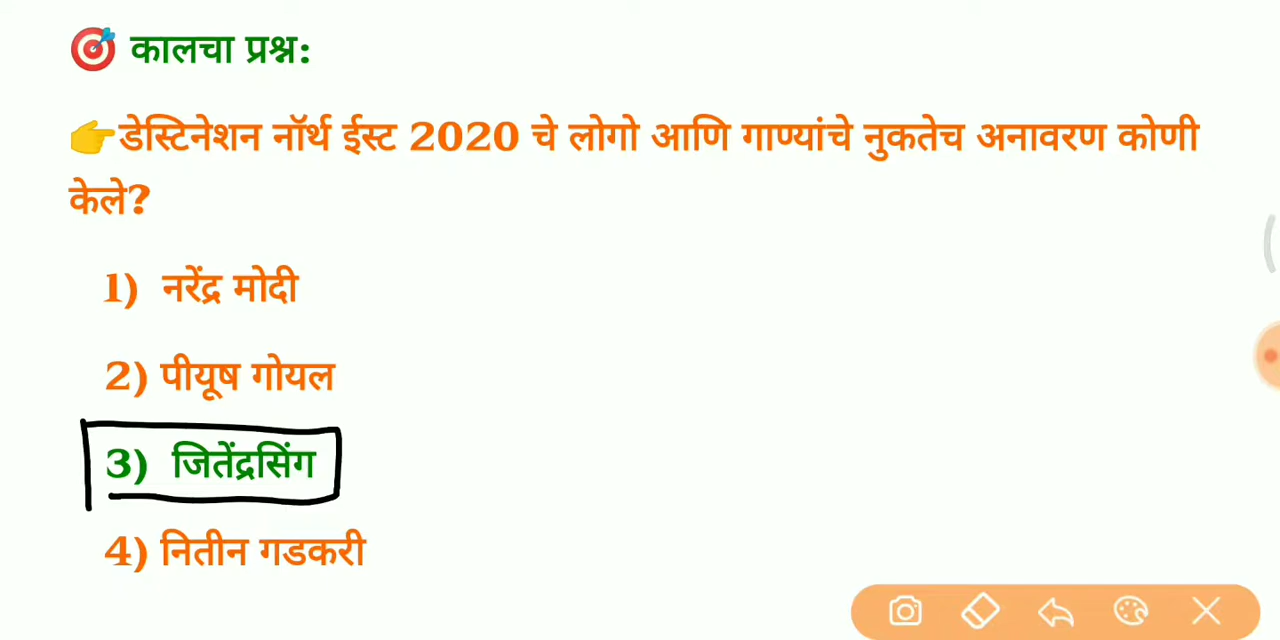 🎯 कालचा प्रश्न:
👉डेस्टिनेशन नॉर्थ ईस्ट 2020 चे लोगो आणि गाण्यांचे नुकतेच अनावरण कोणी
केले?
1) नरेंद्र मोदी
2) पीयूष गोयल
3) जितेंद्रसिंग
4) नितीन गडकरी